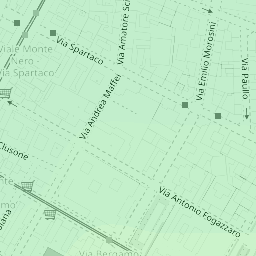 Via Amatore Sci
Via Emilio Morosini
Via Spartaco
Viale Monte
Nero
Via Spartaco
Via Paullo
Via Andrea Maffei
Clusone
Via Antonio Fogazzaro
Via Bergamo